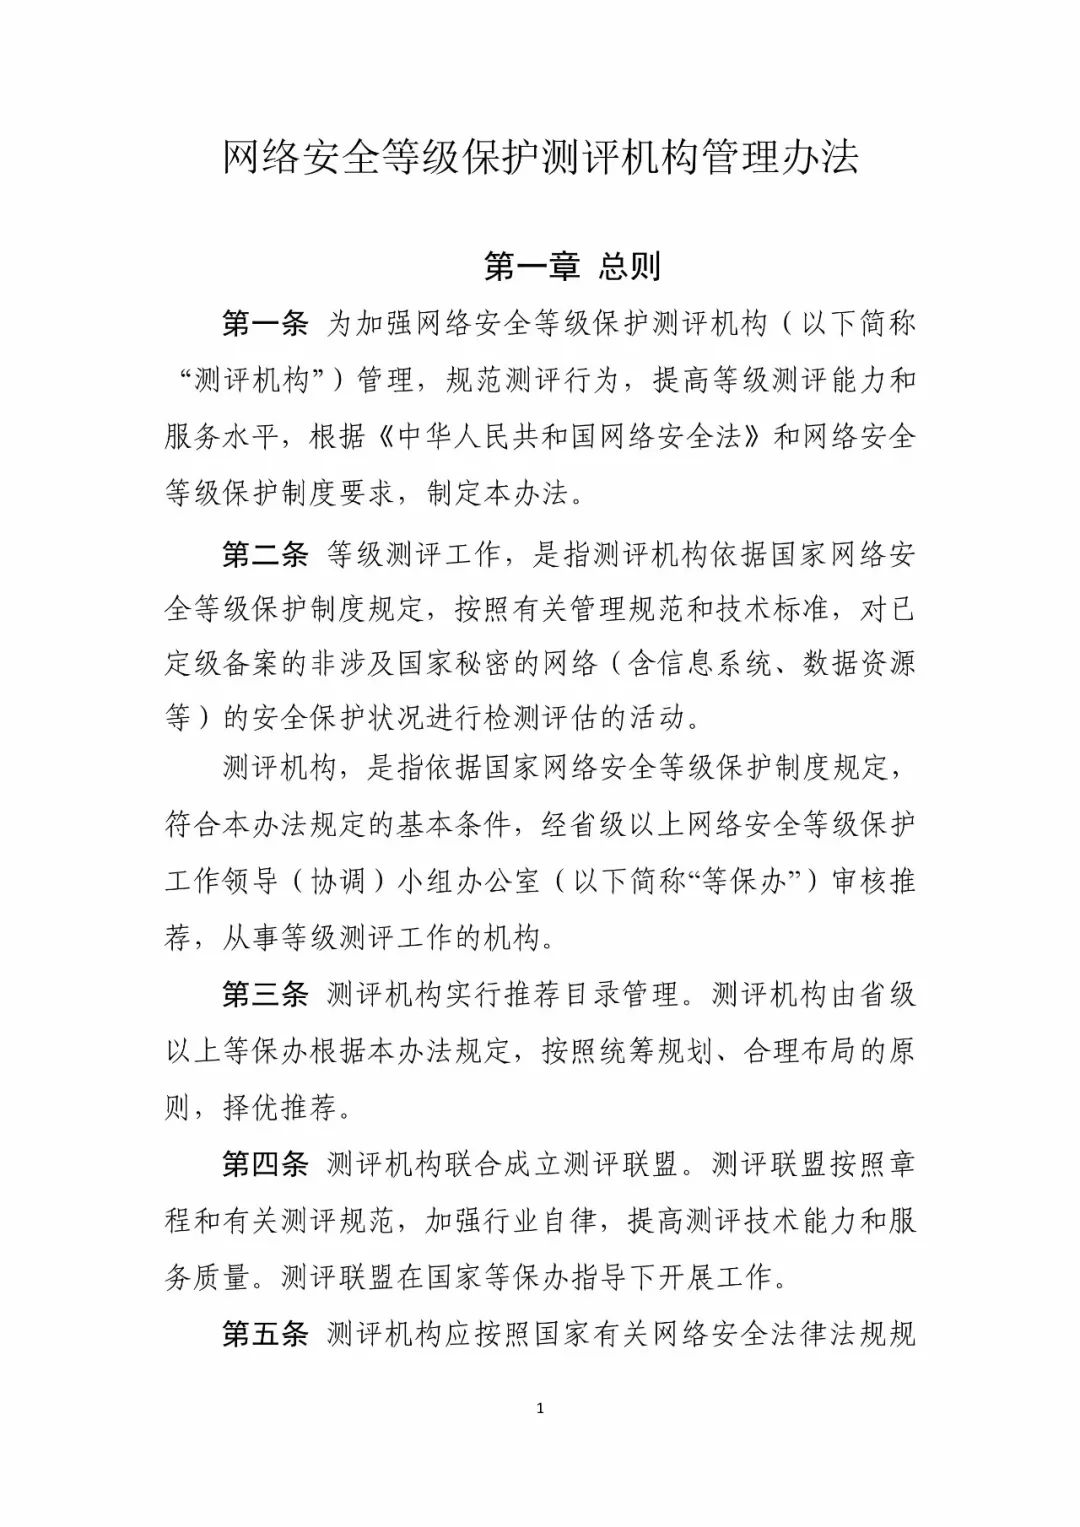 网络安全等级保护测评机构管理办法
第一章 总则
第一条 为加强网络安全等级保护测评机构（以下简称
“测评机构”）管理，规范测评行为，提高等级测评能力和
服务水平，根据《中华人民共和国网络安全法》和网络安全
等级保护制度要求，制定本办法。
第二条 等级测评工作，是指测评机构依据国家网络安
全等级保护制度规定，按照有关管理规范和技术标准，对已
定级备案的非涉及国家秘密的网络（含信息系统、数据资源
等）的安全保护状况进行检测评估的活动。
测评机构，是指依据国家网络安全等级保护制度规定，
符合本办法规定的基本条件，经省级以上网络安全等级保护
工作领导（协调）小组办公室（以下简称“等保办”）审核推
荐，从事等级测评工作的机构。
第三条 测评机构实行推荐目录管理。测评机构由省级
以上等保办根据本办法规定，按照统筹规划、合理布局的原
则，择优推荐。
第四条 测评机构联合成立测评联盟。测评联盟按照章
程和有关测评规范，加强行业自律，提高测评技术能力和服
务质量。测评联盟在国家等保办指导下开展工作。
第五条 测评机构应按照国家有关网络安全法律法规规
1